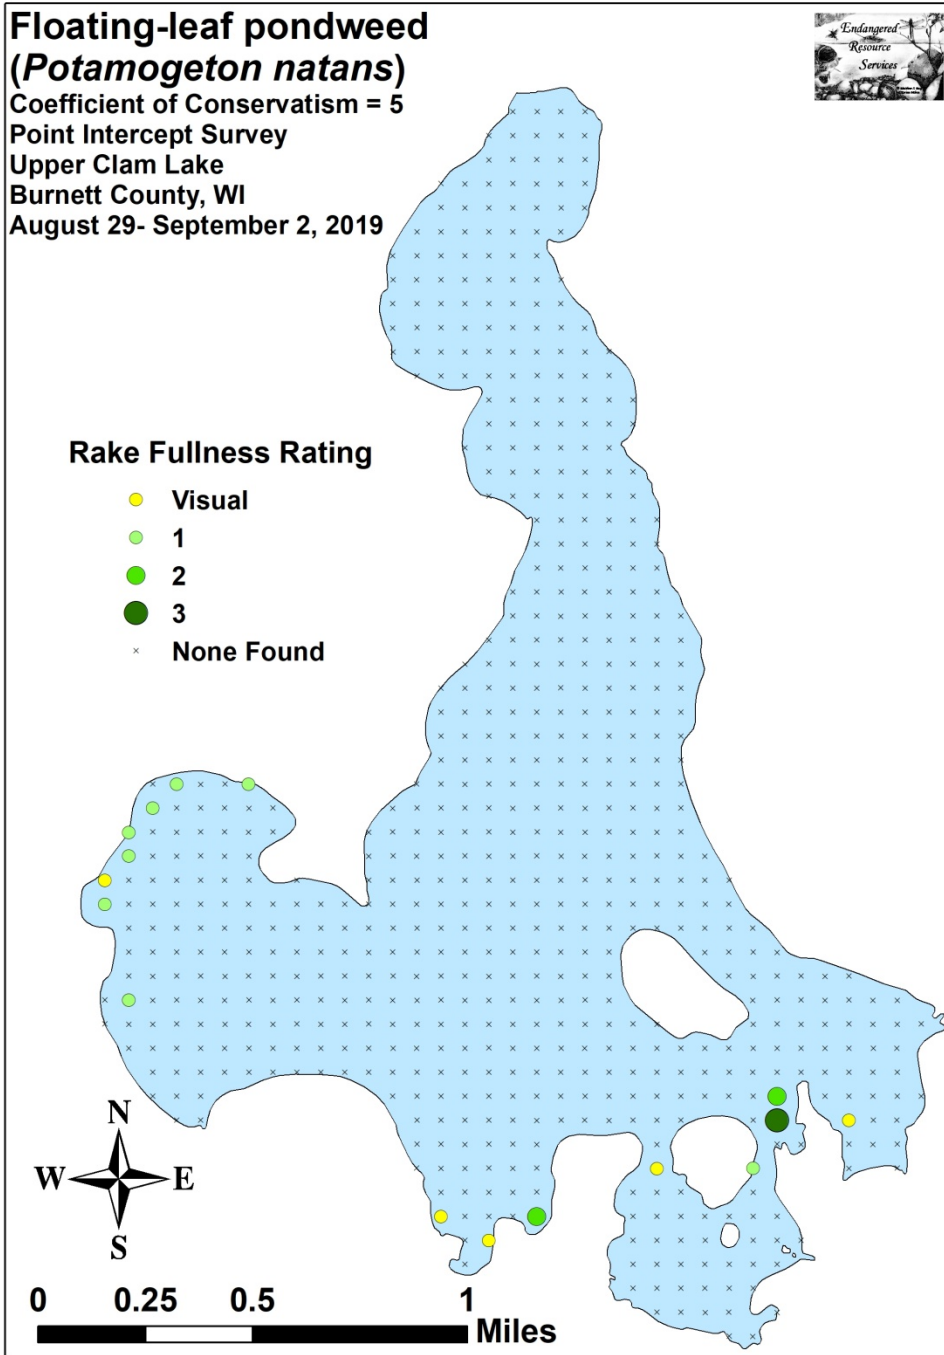 Floating-leaf pondweed
(Potamogeton natans)
Coefficient of Conservatism = 5
Point Intercept Survey
Upper Clam Lake
Burnett County, WI
August 29- September 2, 2019
Endangered
Resource
Services
Rake Fullness Rating
Visual
1
2
3
None Found
N
W E
S
0 0.25 0.5 1
Miles